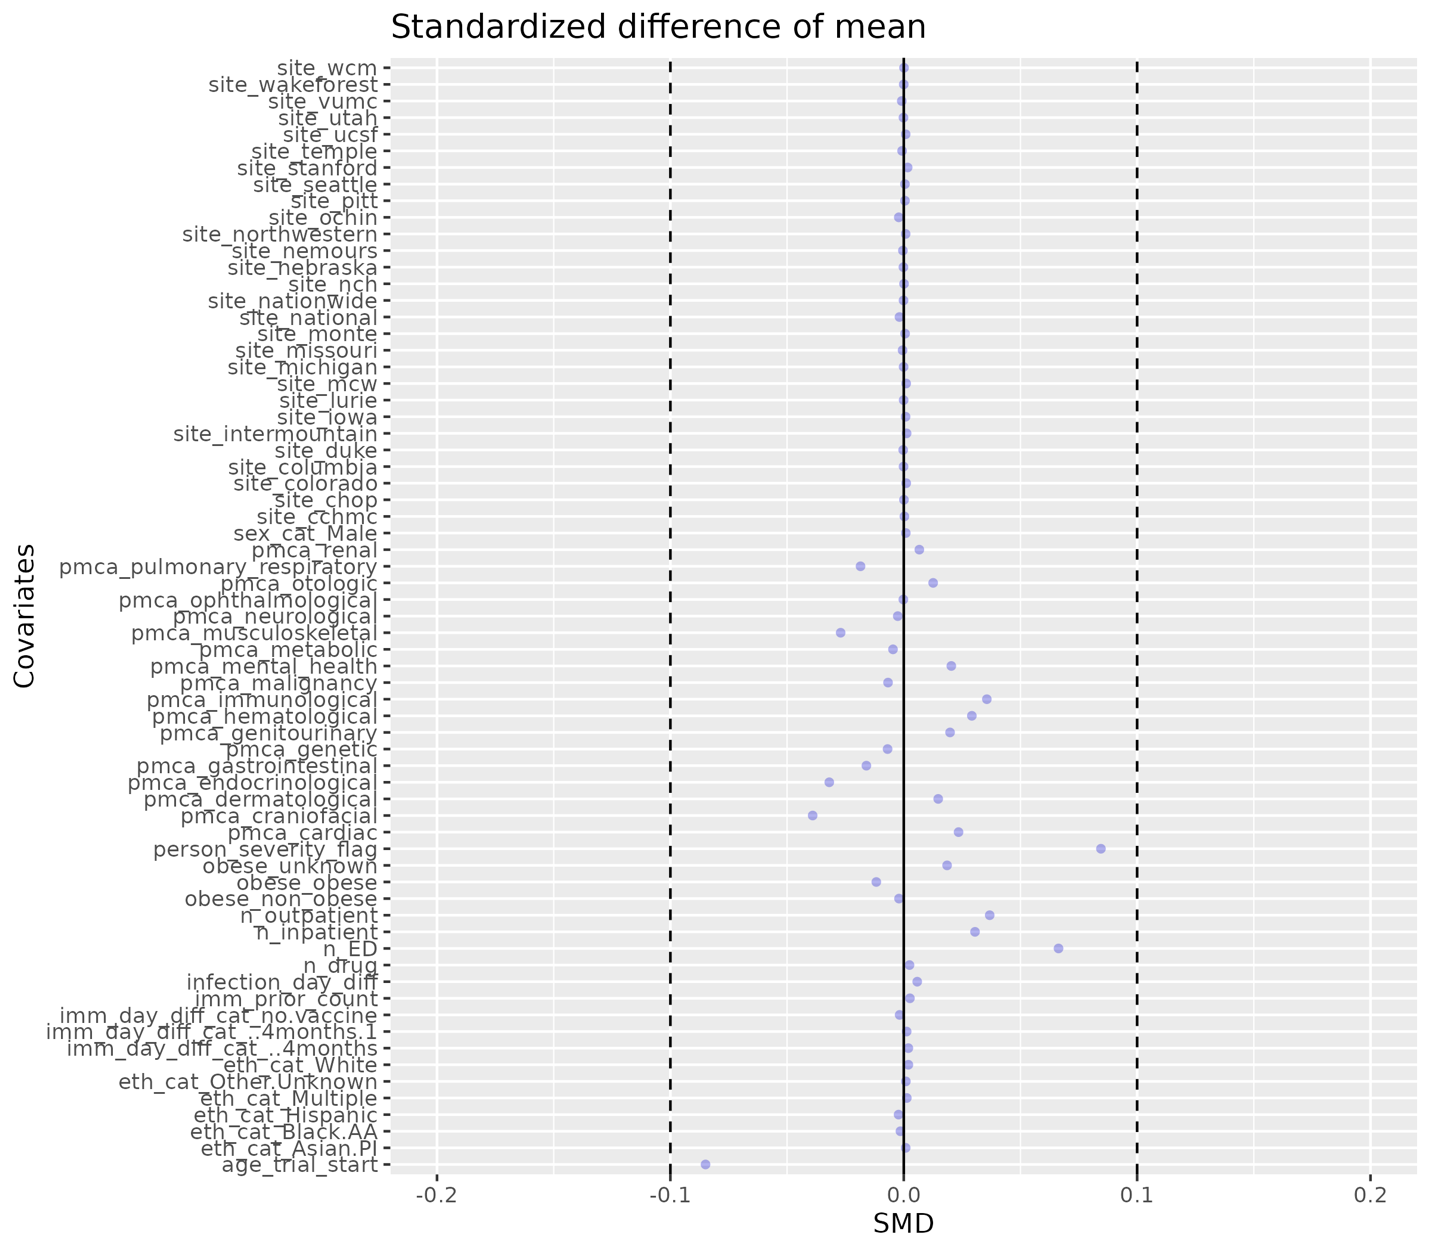 Standardized difference of mean
site_wcm
site_wakeforest
site_vumc
site_utah
site_ucsf
site_temple
site_stanford
site_seattle
site_pitt
site_ochin
site_northwestern
site_nemours
site_nebraska
site_nch
site_nationwide
site_national
site_monte
site_missouri
site_michigan
site_mcw
site_lurie
site_iowa
site_intermountain
site_duke
site_columbia
site_colorado
site_chop
site_cchmc
sex_cat_Male
pmca_renal
pmca_pulmonary_respiratory
pmca_otologic
pmca_ophthalmological
pmca_neurological
pmca_musculoskeletal
pmca_metabolic
pmca_mental_health
pmca_malignancy
pmca_immunological
pmca_hematological
pmca_genitourinary
pmca_genetic
pmca_gastrointestinal
pmca_endocrinological
pmca_dermatological
pmca_craniofacial
pmca_cardiac
person_severity_flag
obese_unknown
obese_obese
obese_non_obese
n_outpatient
n_inpatient
n_ED
n_drug
infection_day_diff
imm_prior_count
imm_day_diff_cat_no.vaccine
imm_day_diff_cat_..4months.1
imm_day_diff_cat_..4months
eth_cat_White
eth_cat_Other.Unknown
eth_cat_Multiple
eth_cat_Hispanic
eth_cat_Black.AA
eth_cat_Asian.PI
age_trial_start
Covariates
-0.2 -0.1 0.0 0.1 0.2
SMD